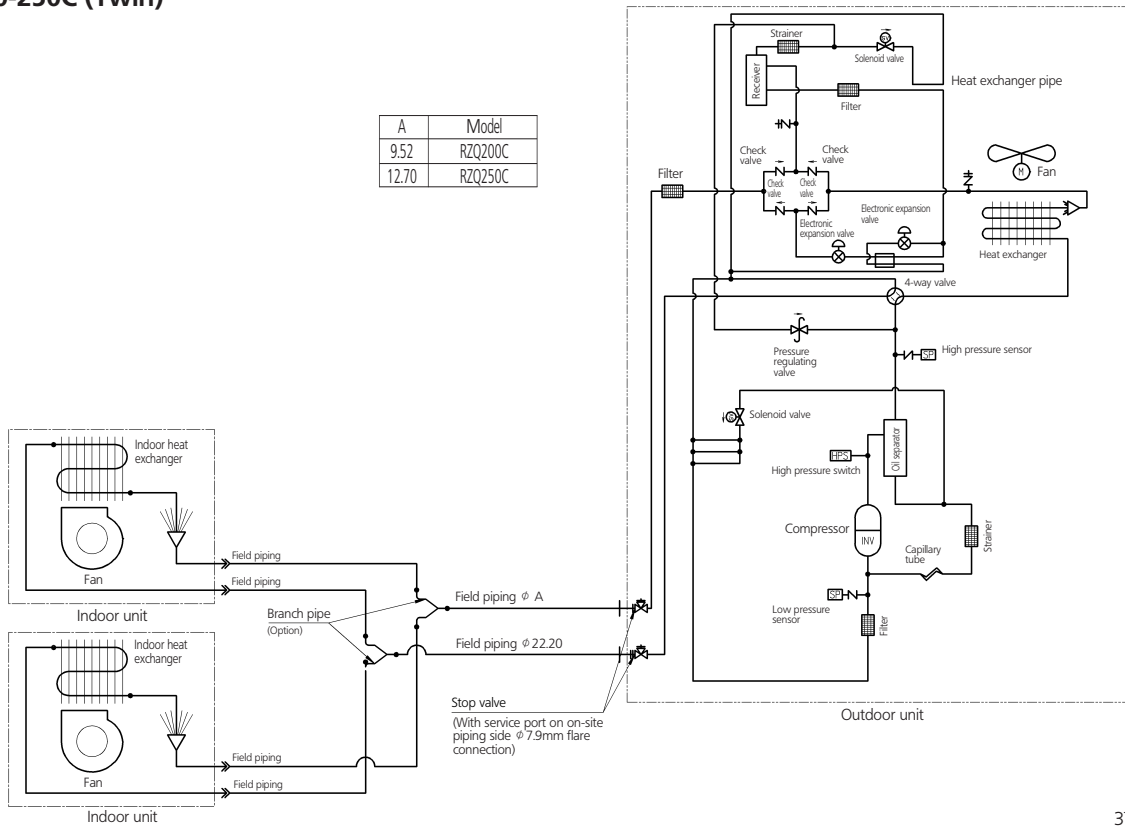 -250C (Twin)
A Model
9.52 RZQ200C
12.70 RZQ250C
Strainer
SV
Solenoid valve
Receiver
Heat exchanger pipe
Filter
Check
valve
Check
valve
Check
valve
Check
valve
Filter
M
Fan
Electronic expansion
valve
Electronic
expansion valve
Heat exchanger
4-way valve
Pressure
regulating
valve
SP
High pressure sensor
Solenoid valve
Oil separator
HPS
High pressure switch
Compressor
INV
Capillary
tube
Strainer
SP
Low pressure
sensor
Filter
Outdoor unit
Indoor heat
exchanger
Fan
Indoor unit
Field piping
Field piping
Branch pipe
(Option)
Field piping φ A
Field piping φ 22.20
Stop valve
(With service port on on-site
piping side φ 7.9mm flare
connection)
Indoor heat
exchanger
Fan
Field piping
Field piping
Indoor unit